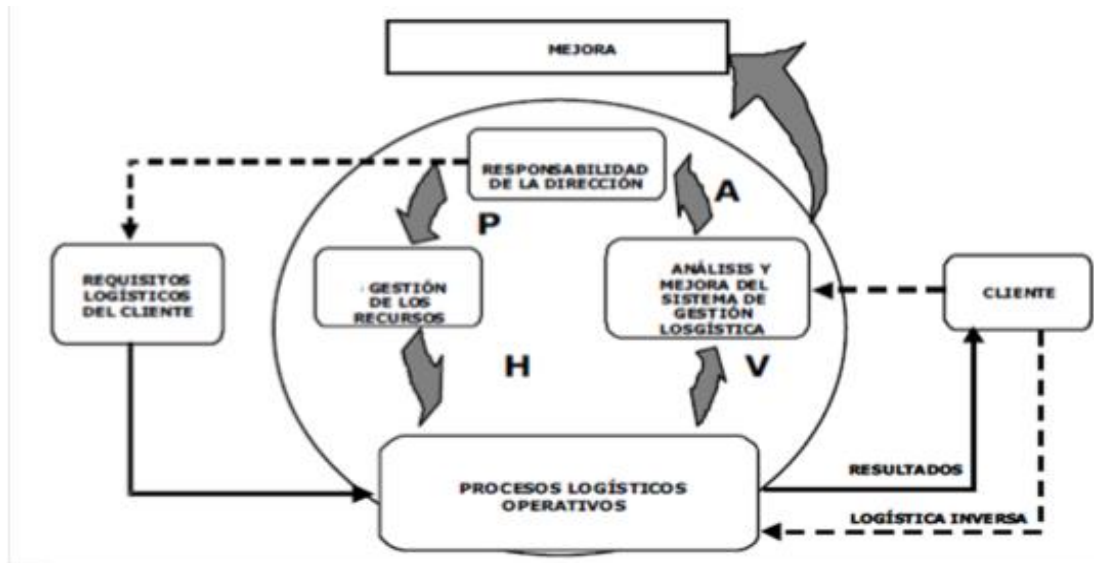 MEJORA
RESPONSABILIDAD
DE LA DIRECCIÓN
P
A
REQUISITOS
LOGÍSTICOS
DEL CLIENTE
GESTIÓN
DE LOS
RECURSOS
ANÁLISIS Y
MEJORA DEL
SISTEMA DE
GESTIÓN
LOSGÍSTICA
CLIENTE
H
V
PROCESOS LOGÍSTICOS
OPERATIVOS
RESULTADOS
LOGÍSTICA INVERSA